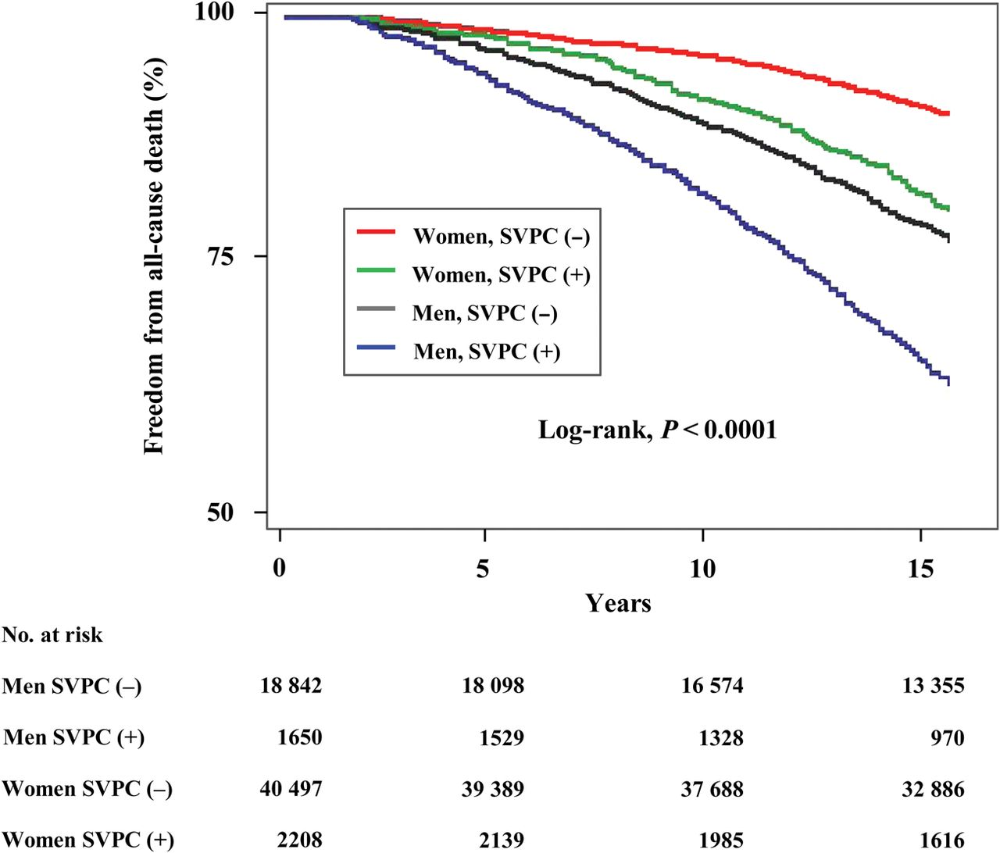 100
75
50
Freedom from all-cause death (%)
Women, SVPC (–)
Women, SVPC (+)
Men, SVPC (–)
Men, SVPC (+)
Log-rank, P < 0.0001
0 5 10 15
Years
No. at risk
Men SVPC (–) 18 842 18 098 16 574 13 355
Men SVPC (+) 1650 1529 1328 970
Women SVPC (–) 40 497 39 389 37 688 32 886
Women SVPC (+) 2208 2139 1985 1616